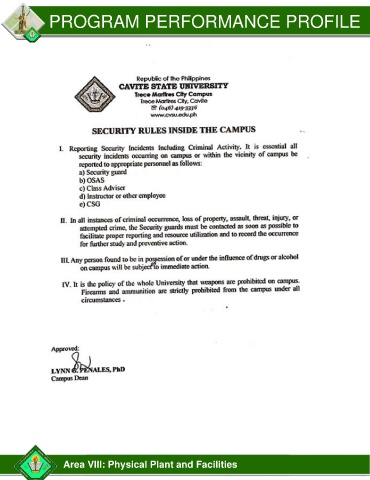 PROGRAM PERFORMANCE PROFILE
Republic of the Philippines
CAVITE STATE UNIVERSITY
Trece Martires City Campus
Trece Martires City, Cavite
☏ (046) 419-3336
www.cvsu.edu.ph
SECURITY RULES INSIDE THE CAMPUS
I. Reporting Security Incidents Including Criminal Activity. It is essential all
security incidents occurring on campus or within the vicinity of campus be
reported to appropriate personnel as follows:
a) Security guard
b) OSAS
c) Class Adviser
d) Instructor or other employee
e) CSG
II. In all instances of criminal occurrence, loss of property, assault, threat, injury, or
attempted crime, the Security guards must be contacted as soon as possible to
facilitate proper reporting and resource utilization and to record the occurrence
for further study and preventive action.
III. Any person found to be in possession of or under the influence of drugs or alcohol
on campus will be subject to immediate action.
IV. It is the policy of the whole University that weapons are prohibited on campus.
Firearms and ammunition are strictly prohibited from the campus under all
circumstances .
Approved:
LYNN G. PENALES, PhD
Campus Dean
Area VIII: Physical Plant and Facilities